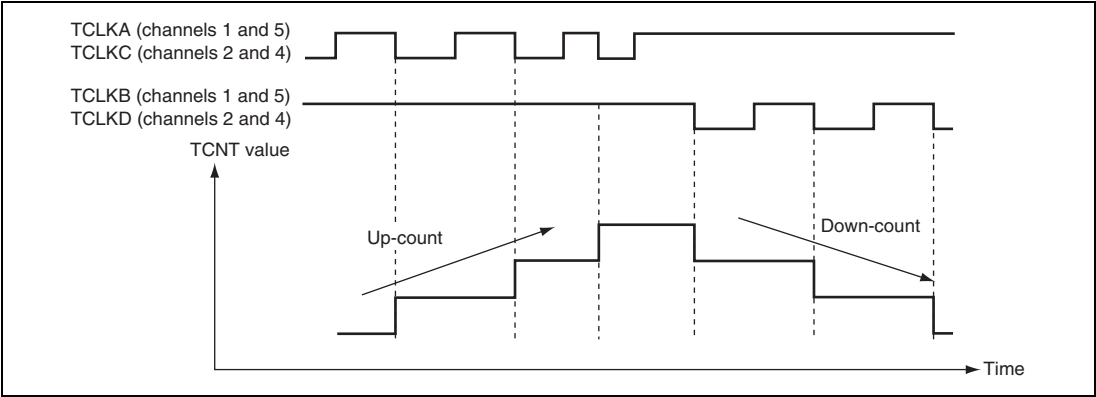 TCLKA (channels 1 and 5)
TCLKC (channels 2 and 4)
TCLKB (channels 1 and 5)
TCLKD (channels 2 and 4)
TCNT value
Up-count
Down-count
Time